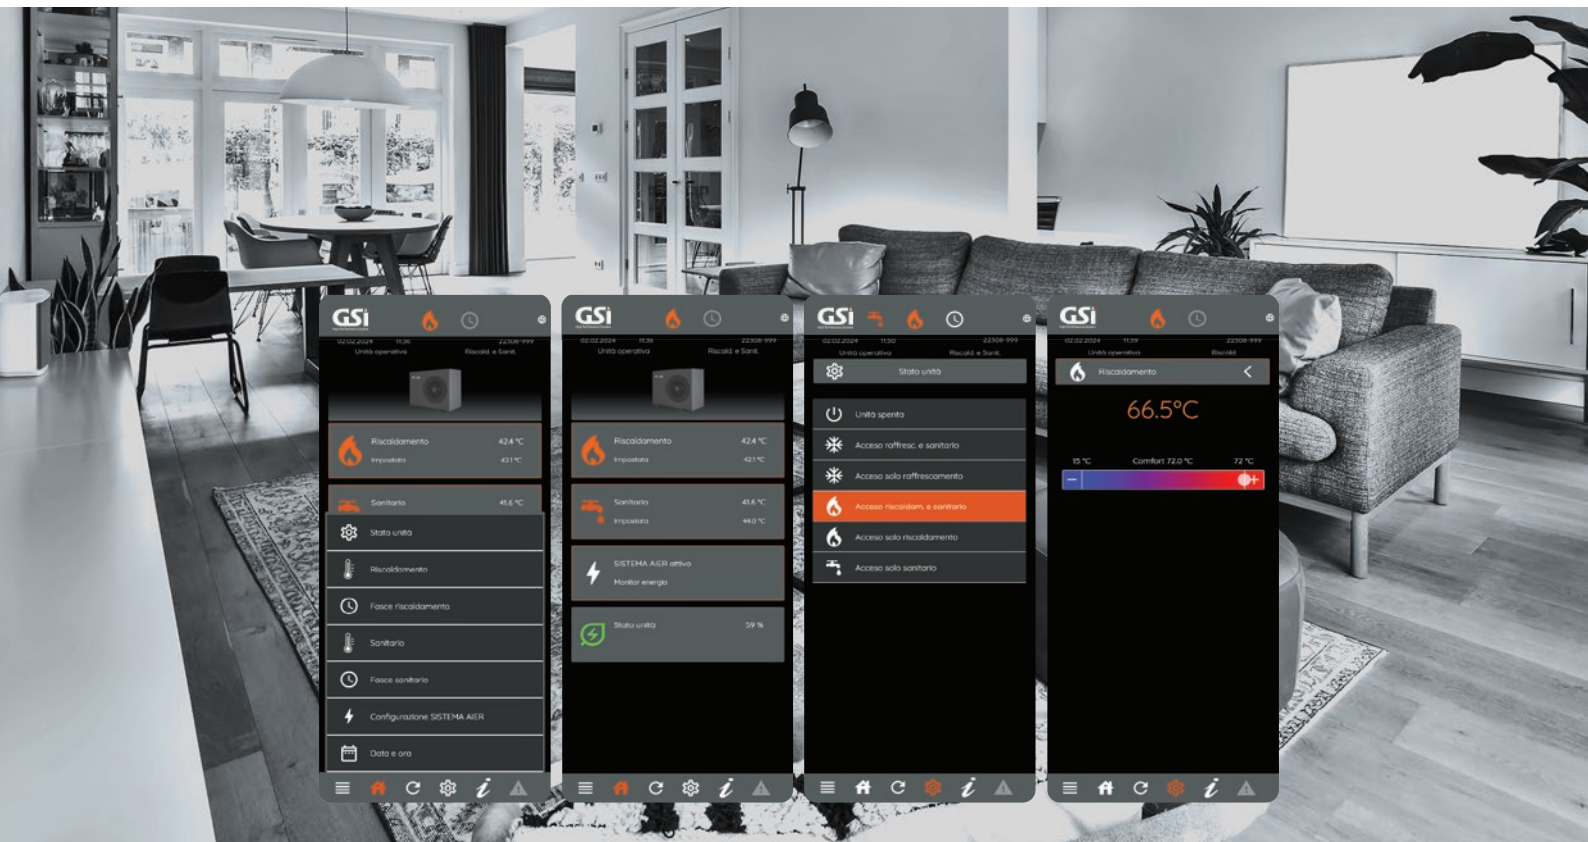 GSi
02.02.2024 11:36 22308-999
Unità operativa Riscald. e Sanit.
Riscaldamento 42.4 °C
Impostata 42.1 °C
Sanitario 41.6 °C
Stato unità
Riscaldamento
Fasce riscaldamento
Sanitario
Fasce sanitario
Configurazione SISTEMA AIER
Data e ora
GSi
02.02.2024 11:36 22308-999
Unità operativa Riscald. e Sanit.
Riscaldamento 42.4 °C
Impostata 42.1 °C
Sanitario 41.6 °C
Impostata 44.0 °C
SISTEMA AIER attivo
Monitor energia
Stato unità 59 %
GSi
02.02.2024 11:50 22308-999
Unità operativa Riscald. e Sanit.
Stato unità
Unità spenta
Acceso raffresc. e sanitario
Acceso solo raffrescamento
Acceso riscaldam. e sanitario
Acceso solo riscaldamento
Acceso solo sanitario
GSi
02.02.2024 11:59 22308-999
Unità operativa Riscald.
Riscaldamento
66.5°C
15 °C Comfort 72.0 °C 72 °C